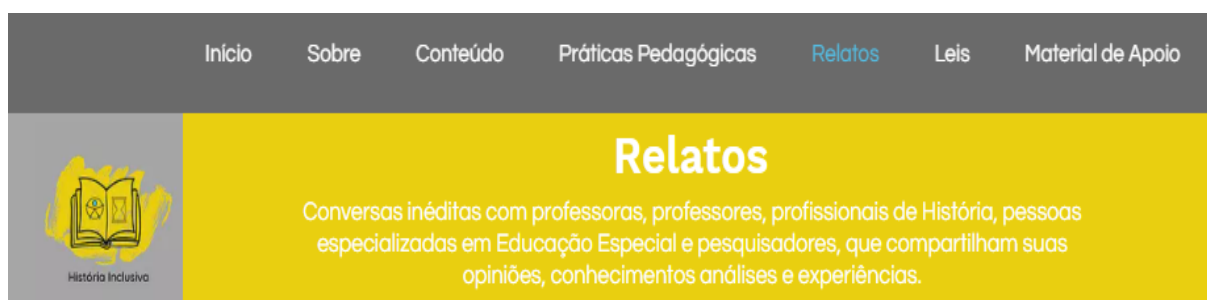 Início Sobre Conteúdo Práticas Pedagógicas Relatos Leis Material de Apoio
Relatos
Conversas inéditas com professoras, professores, profissionais de História, pessoas
especializadas em Educação Especial e pesquisadores, que compartilham suas
opiniões, conhecimentos análises e experiências.
História Inclusiva